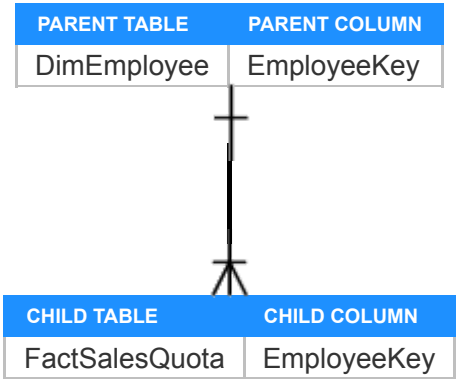 PARENT TABLE PARENT COLUMN
DimEmployee EmployeeKey
CHILD TABLE CHILD COLUMN
FactSalesQuota EmployeeKey